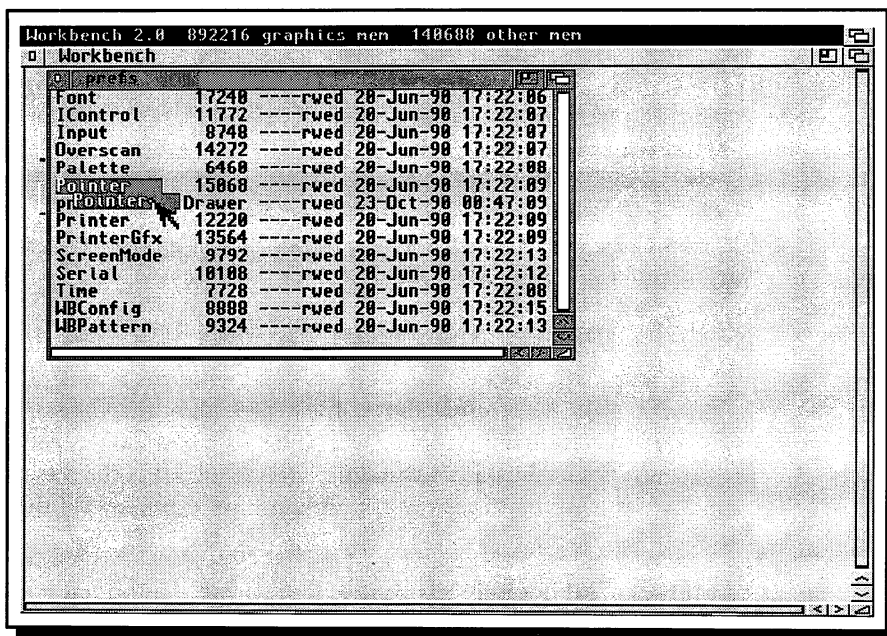 Workbench 2.0 892216 graphics mem 140688 other mem
Workbench
prefs
Font 17240 ----rwed 20-Jun-90 17:22:06
IControl 11772 ----rwed 20-Jun-90 17:22:07
Input 8748 ----rwed 20-Jun-90 17:22:07
Overscan 14272 ----rwed 20-Jun-90 17:22:07
Palette 6460 ----rwed 20-Jun-90 17:22:08
Pointer 15068 ----rwed 20-Jun-90 17:22:09
Pointer
Drawer ----rwed 23-Oct-90 00:47:09
Printer 12220 ----rwed 20-Jun-90 17:22:09
PrinterGfx 13564 ----rwed 20-Jun-90 17:22:09
ScreenMode 9792 ----rwed 20-Jun-90 17:22:13
Serial 10108 ----rwed 20-Jun-90 17:22:12
Time 7728 ----rwed 20-Jun-90 17:22:08
WBConfig 8880 ----rwed 20-Jun-90 17:22:15
WBPattern 9324 ----rwed 20-Jun-90 17:22:13